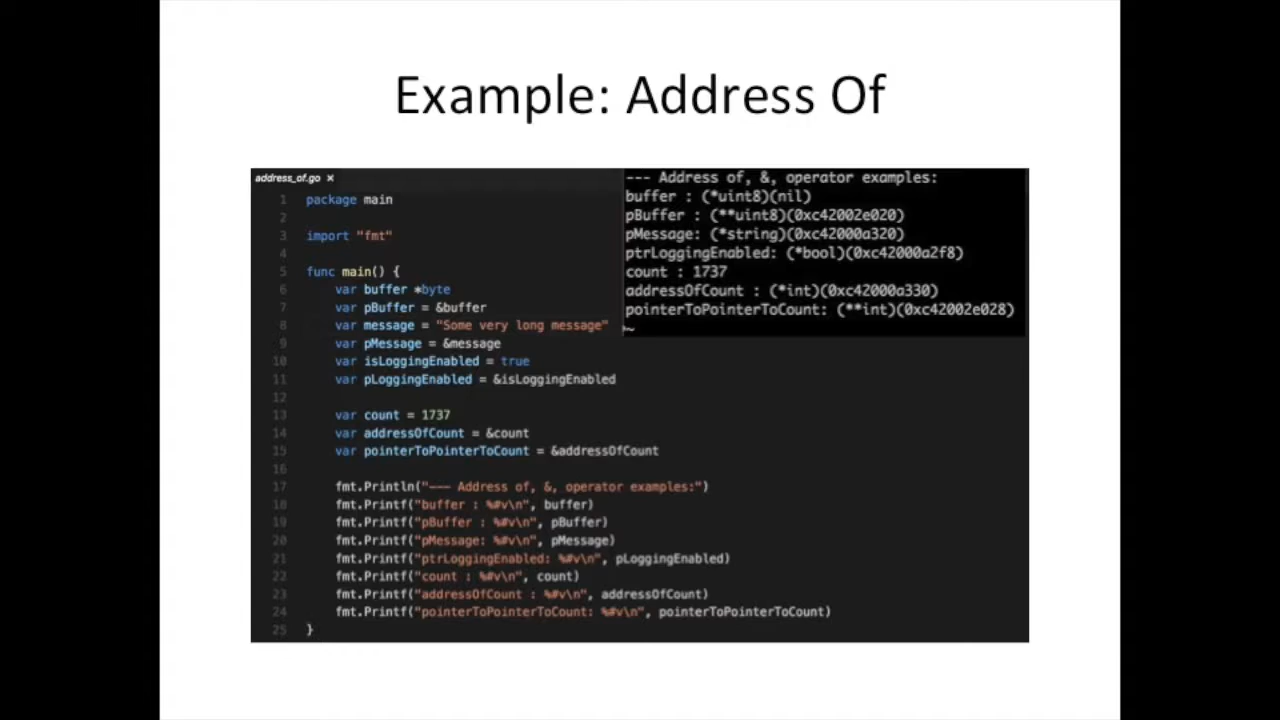 Example: Address Of
address_of.go ×
1 package main
2
3 import "fmt"
4
5 func main() {
6 var buffer *byte
7 var pBuffer = &buffer
8 var message = "Some very long message"
9 var pMessage = &message
10 var isLoggingEnabled = true
11 var pLoggingEnabled = &isLoggingEnabled
12
13 var count = 1737
14 var addressOfCount = &count
15 var pointerToPointerToCount = &addressOfCount
16
17 fmt.Println("--- Address of, &, operator examples:")
18 fmt.Printf("buffer : %#v\n", buffer)
19 fmt.Printf("pBuffer : %#v\n", pBuffer)
20 fmt.Printf("pMessage: %#v\n", pMessage)
21 fmt.Printf("ptrLoggingEnabled: %#v\n", pLoggingEnabled)
22 fmt.Printf("count : %#v\n", count)
23 fmt.Printf("addressOfCount : %#v\n", addressOfCount)
24 fmt.Printf("pointerToPointerToCount: %#v\n", pointerToPointerToCount)
25 }
--- Address of, &, operator examples:
buffer : (*uint8)(nil)
pBuffer : (**uint8)(0xc42002e020)
pMessage: (*string)(0xc42000a320)
ptrLoggingEnabled: (*bool)(0xc42000a2f8)
count : 1737
addressOfCount : (*int)(0xc42000a330)
pointerToPointerToCount: (**int)(0xc42002e028)
~